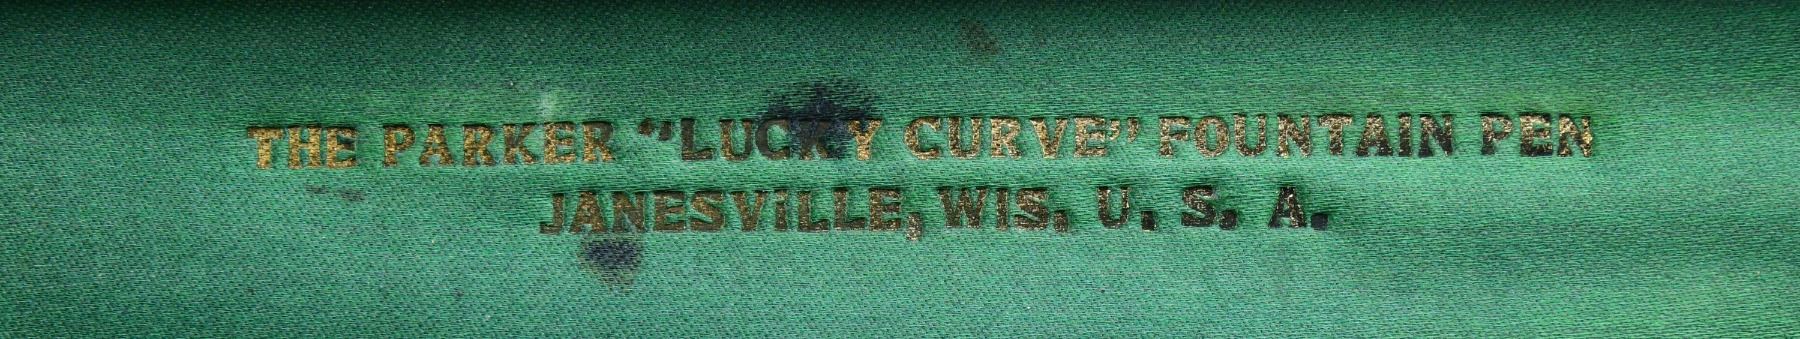 THE PARKER “LUCKY CURVE” FOUNTAIN PEN
JANESVILLE, WIS. U. S. A.